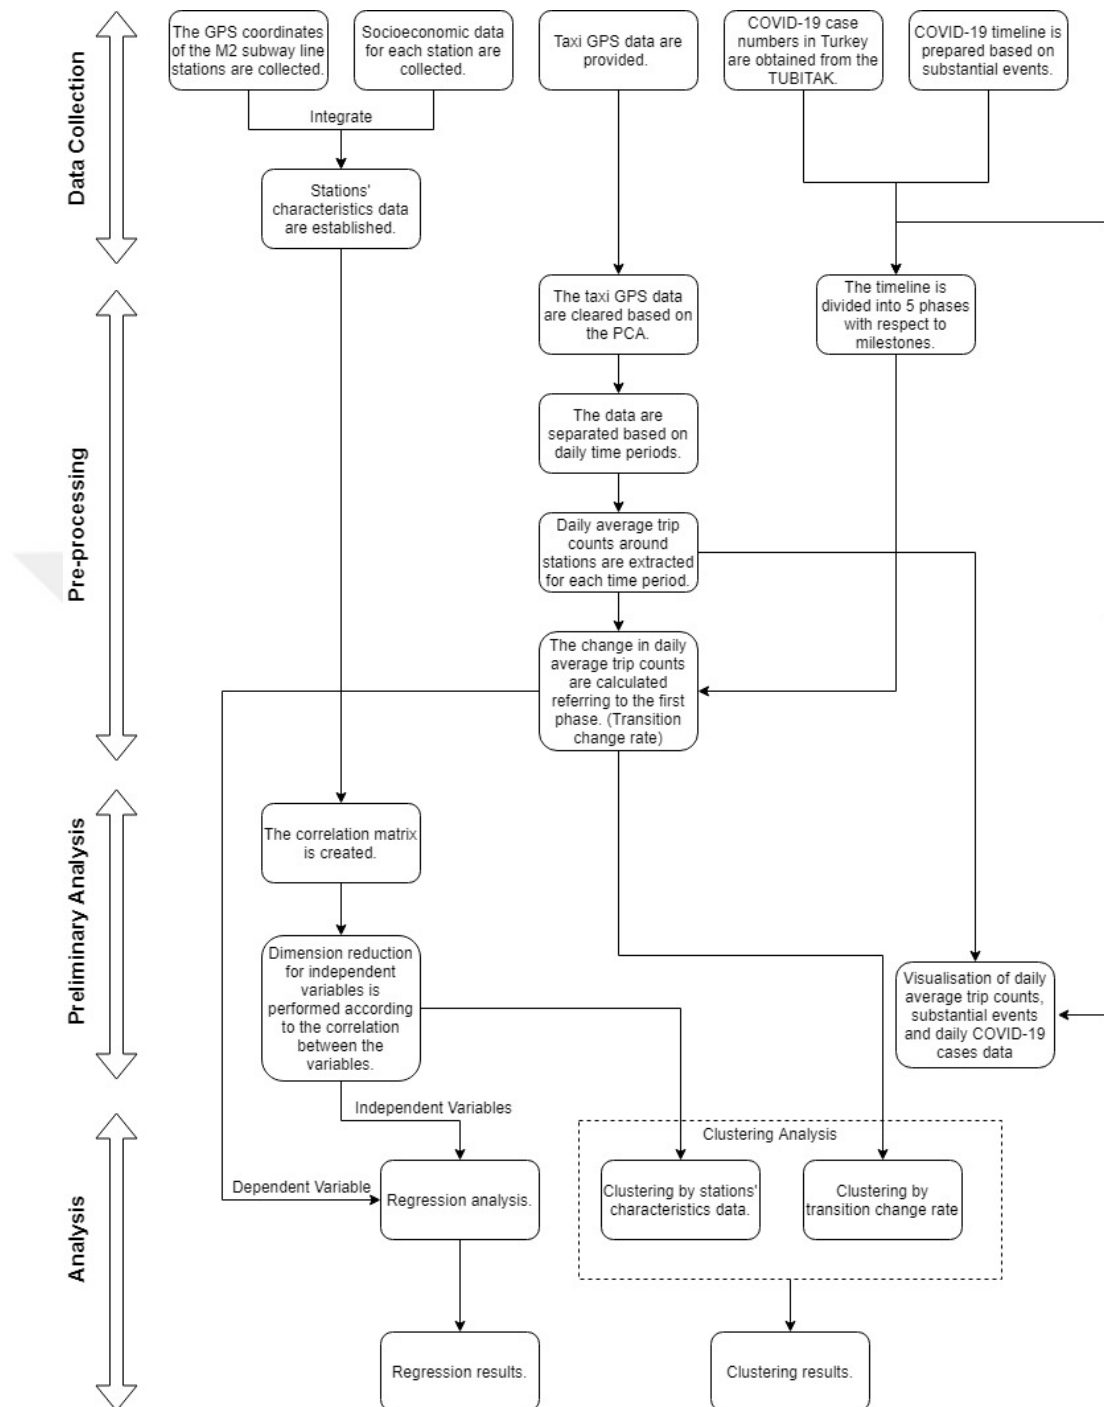 Data Collection
The GPS coordinates
of the M2 subway line
stations are collected.
Socioeconomic data
for each station are
collected.
Taxi GPS data are
provided.
COVID-19 case
numbers in Turkey
are obtained from the
TUBITAK.
COVID-19 timeline is
prepared based on
substantial events.
Integrate
Stations'
characteristics data
are established.
Pre-processing
The taxi GPS data
are cleared based on
the PCA.
The timeline is
divided into 5 phases
with respect to
milestones.
The data are
separated based on
daily time periods.
Daily average trip
counts around
stations are extracted
for each time period.
The change in daily
average trip counts
are calculated
referring to the first
phase. (Transition
change rate)
Preliminary Analysis
The correlation matrix
is created.
Dimension reduction
for independent
variables is
performed according
to the correlation
between the
variables.
Visualisation of daily
average trip counts,
substantial events
and daily COVID-19
cases data
Analysis
Independent Variables
Dependent Variable
Regression analysis.
Clustering Analysis
Clustering by stations'
characteristics data.
Clustering by
transition change rate
Regression results.
Clustering results.